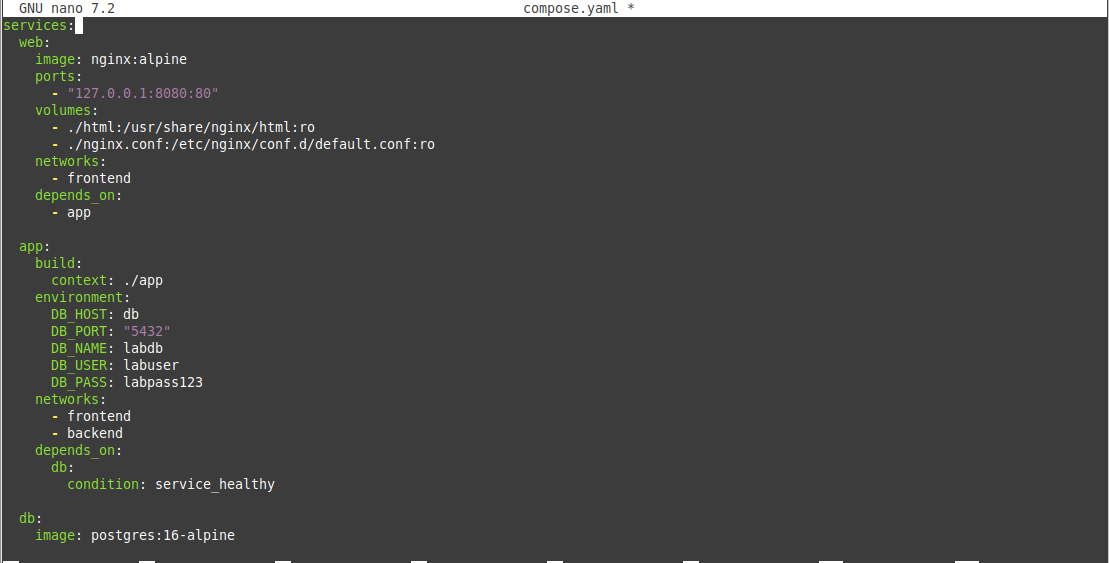 GNU nano 7.2 compose.yaml *
services:
  web:
    image: nginx:alpine
    ports:
      - "127.0.0.1:8080:80"
    volumes:
      - ./html:/usr/share/nginx/html:ro
      - ./nginx.conf:/etc/nginx/conf.d/default.conf:ro
    networks:
      - frontend
    depends_on:
      - app

  app:
    build:
      context: ./app
    environment:
      DB_HOST: db
      DB_PORT: "5432"
      DB_NAME: labdb
      DB_USER: labuser
      DB_PASS: labpass123
    networks:
      - frontend
      - backend
    depends_on:
      db:
        condition: service_healthy

  db:
    image: postgres:16-alpine